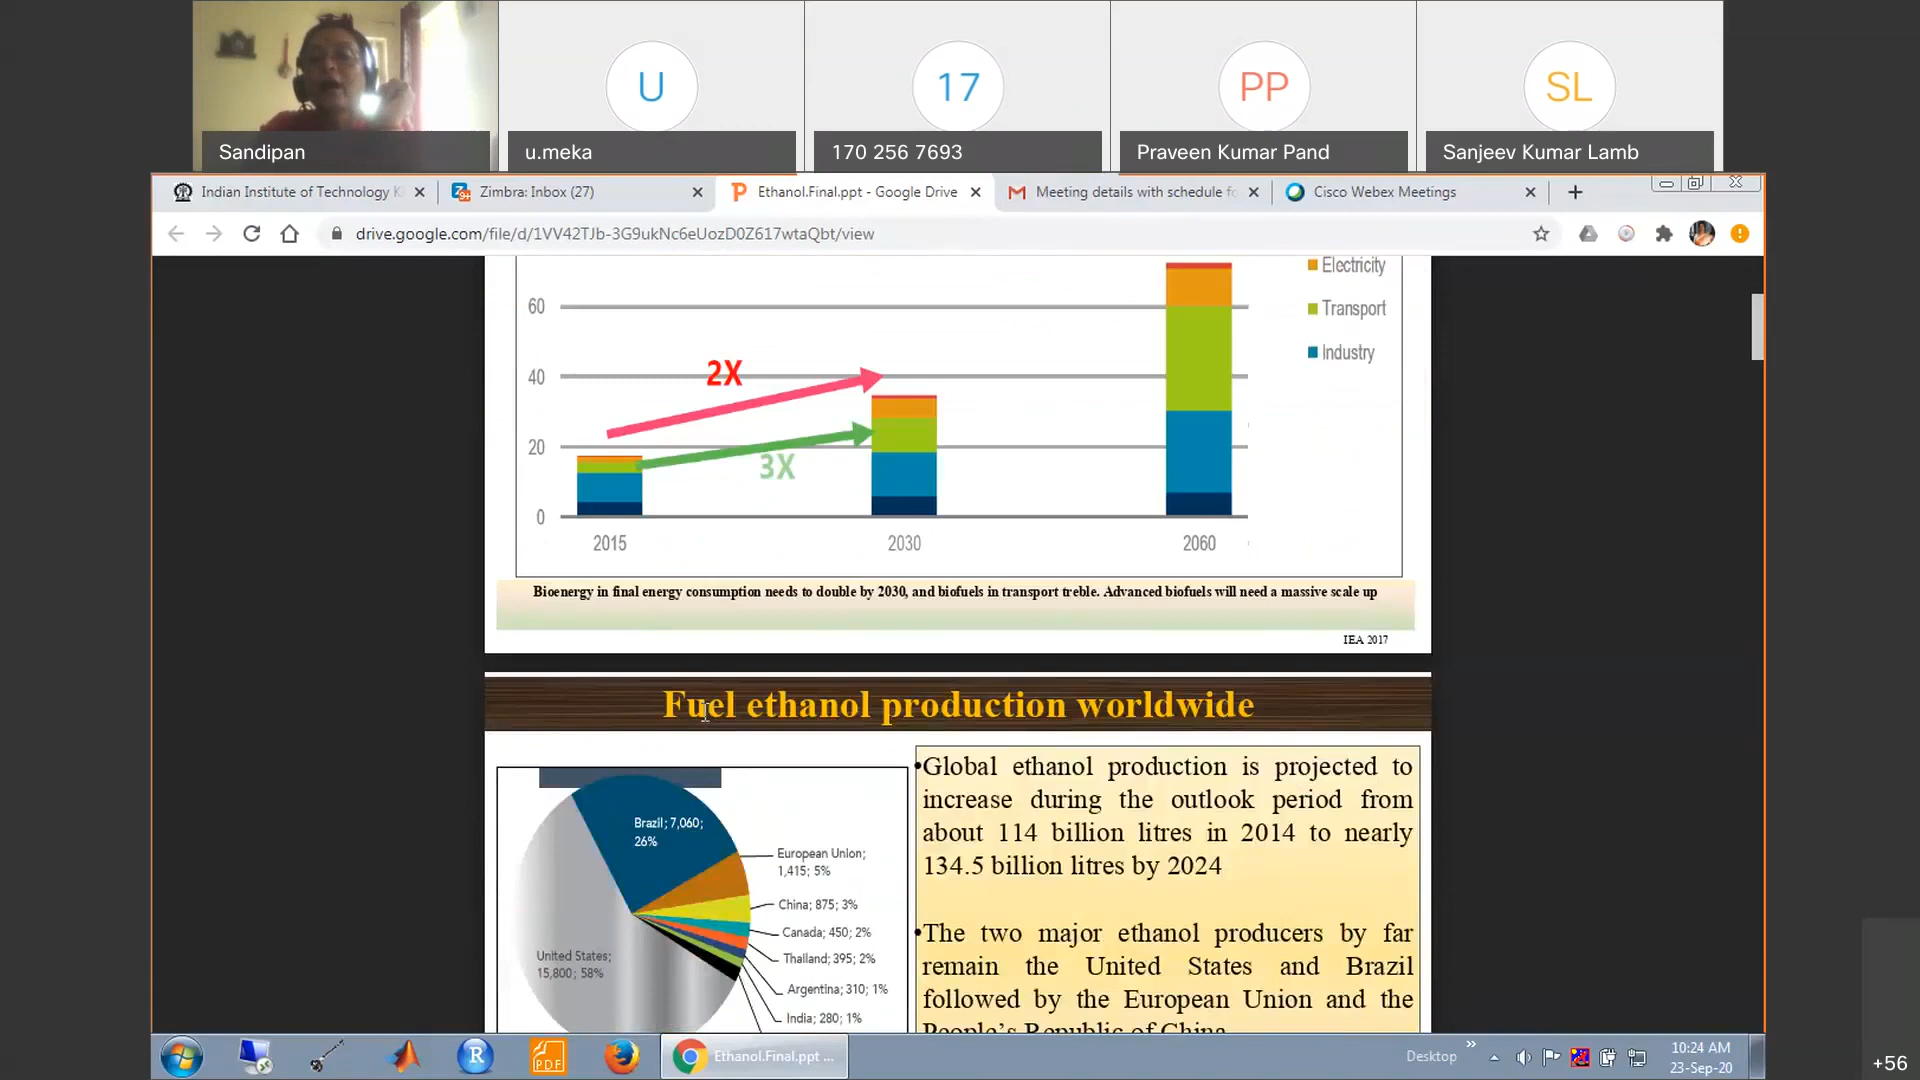 U
17
PP
SL
Sandipan
u.meka
170 256 7693
Praveen Kumar Pand
Sanjeev Kumar Lamb
Indian Institute of Technology K
Zimbra: Inbox (27)
Ethanol.Final.ppt - Google Drive
Meeting details with schedule fo
Cisco Webex Meetings
drive.google.com/file/d/1VV42TJb-3G9ukNc6eUozD0Z617wtaQbt/view
Electricity
60
Transport
Industry
2X
40
20
3X
0
2015
2030
2060
Bioenergy in final energy consumption needs to double by 2030, and biofuels in transport treble. Advanced biofuels will need a massive scale up
IEA 2017
Fuel ethanol production worldwide
Brazil; 7,060;
26%
European Union;
1,415; 5%
China; 875; 3%
Canada; 450; 2%
United States;
15,800; 58%
Thailand; 395; 2%
Argentina; 310; 1%
India; 280; 1%
•Global ethanol production is projected to
increase during the outlook period from
about 114 billion litres in 2014 to nearly
134.5 billion litres by 2024
•The two major ethanol producers by far
remain the United States and Brazil
followed by the European Union and the
People's Republic of China
R
PDF
Ethanol.Final.ppt ...
Desktop
10:24 AM
23-Sep-20
+56